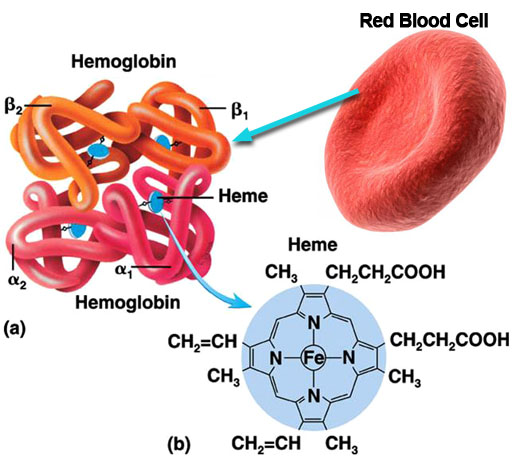 Red Blood Cell
Hemoglobin
β2
β1
Heme
α2
α1
Hemoglobin
(a)
Heme
CH3
CH2CH2COOH
CH2=CH
CH2CH2COOH
N
N
Fe
N
N
CH3
CH3
(b)
CH2=CH
CH3